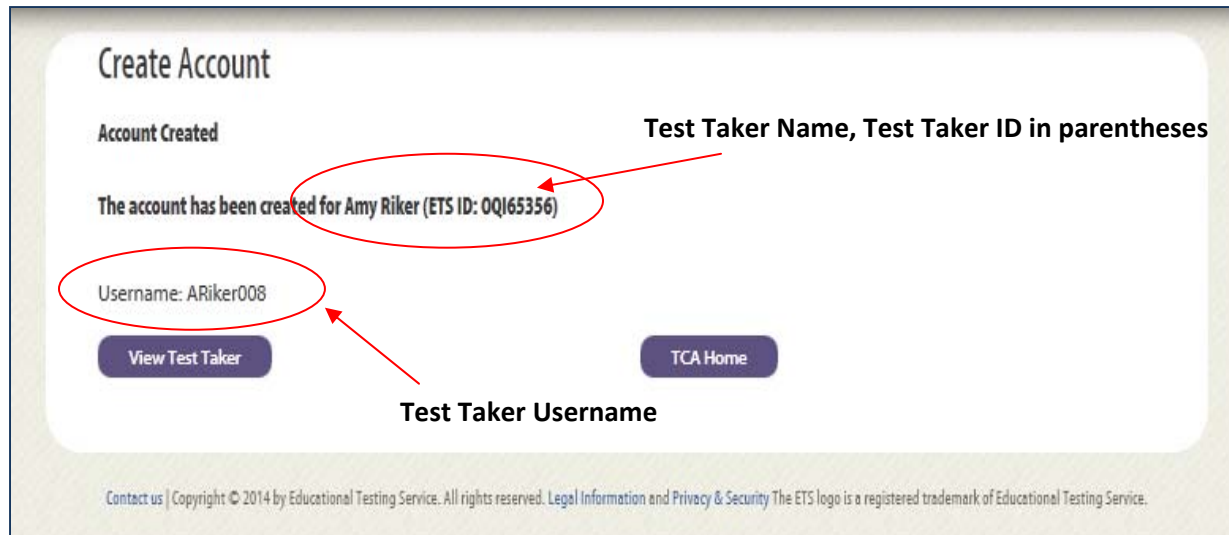 Create Account
Account Created
Test Taker Name, Test Taker ID in parentheses
The account has been created for Amy Riker (ETS ID: 0QI65356)
Username: ARiker008
View Test Taker
TCA Home
Test Taker Username
Contact us | Copyright © 2014 by Educational Testing Service. All rights reserved. Legal Information and Privacy & Security The ETS logo is a registered trademark of Educational Testing Service.